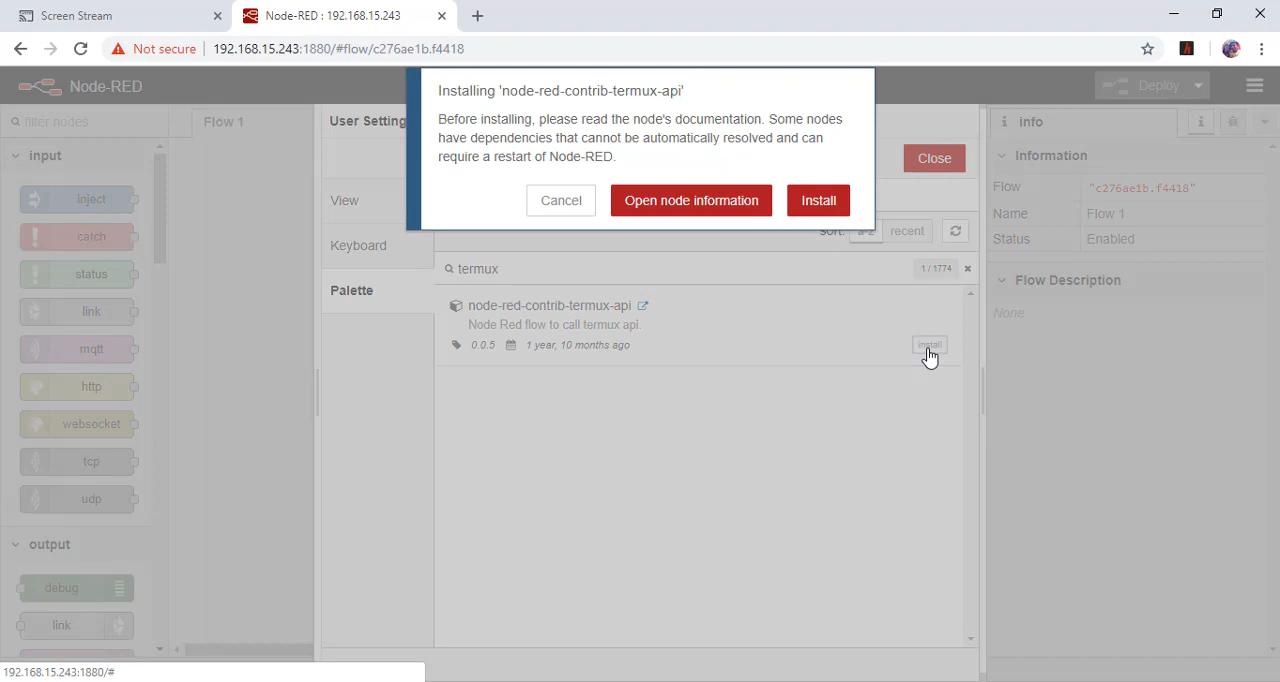 Screen Stream
Node-RED : 192.168.15.243
Not secure
192.168.15.243:1880/#flow/c276ae1b.f4418
Node-RED
Deploy
Installing 'node-red-contrib-termux-api'
Before installing, please read the node's documentation. Some nodes
have dependencies that cannot be automatically resolved and can
require a restart of Node-RED.
Cancel
Open node information
Install
filter nodes
input
inject
catch
status
link
mqtt
http
websocket
tcp
udp
output
debug
link
Flow 1
User Setting
Close
View
Keyboard
Palette
sort:
a-z
recent
termux
1 / 1774
node-red-contrib-termux-api
Node Red flow to call termux api.
0.0.5
1 year, 10 months ago
install
info
Information
Flow
"c276ae1b.f4418"
Name
Flow 1
Status
Enabled
Flow Description
None
192.168.15.243:1880/#